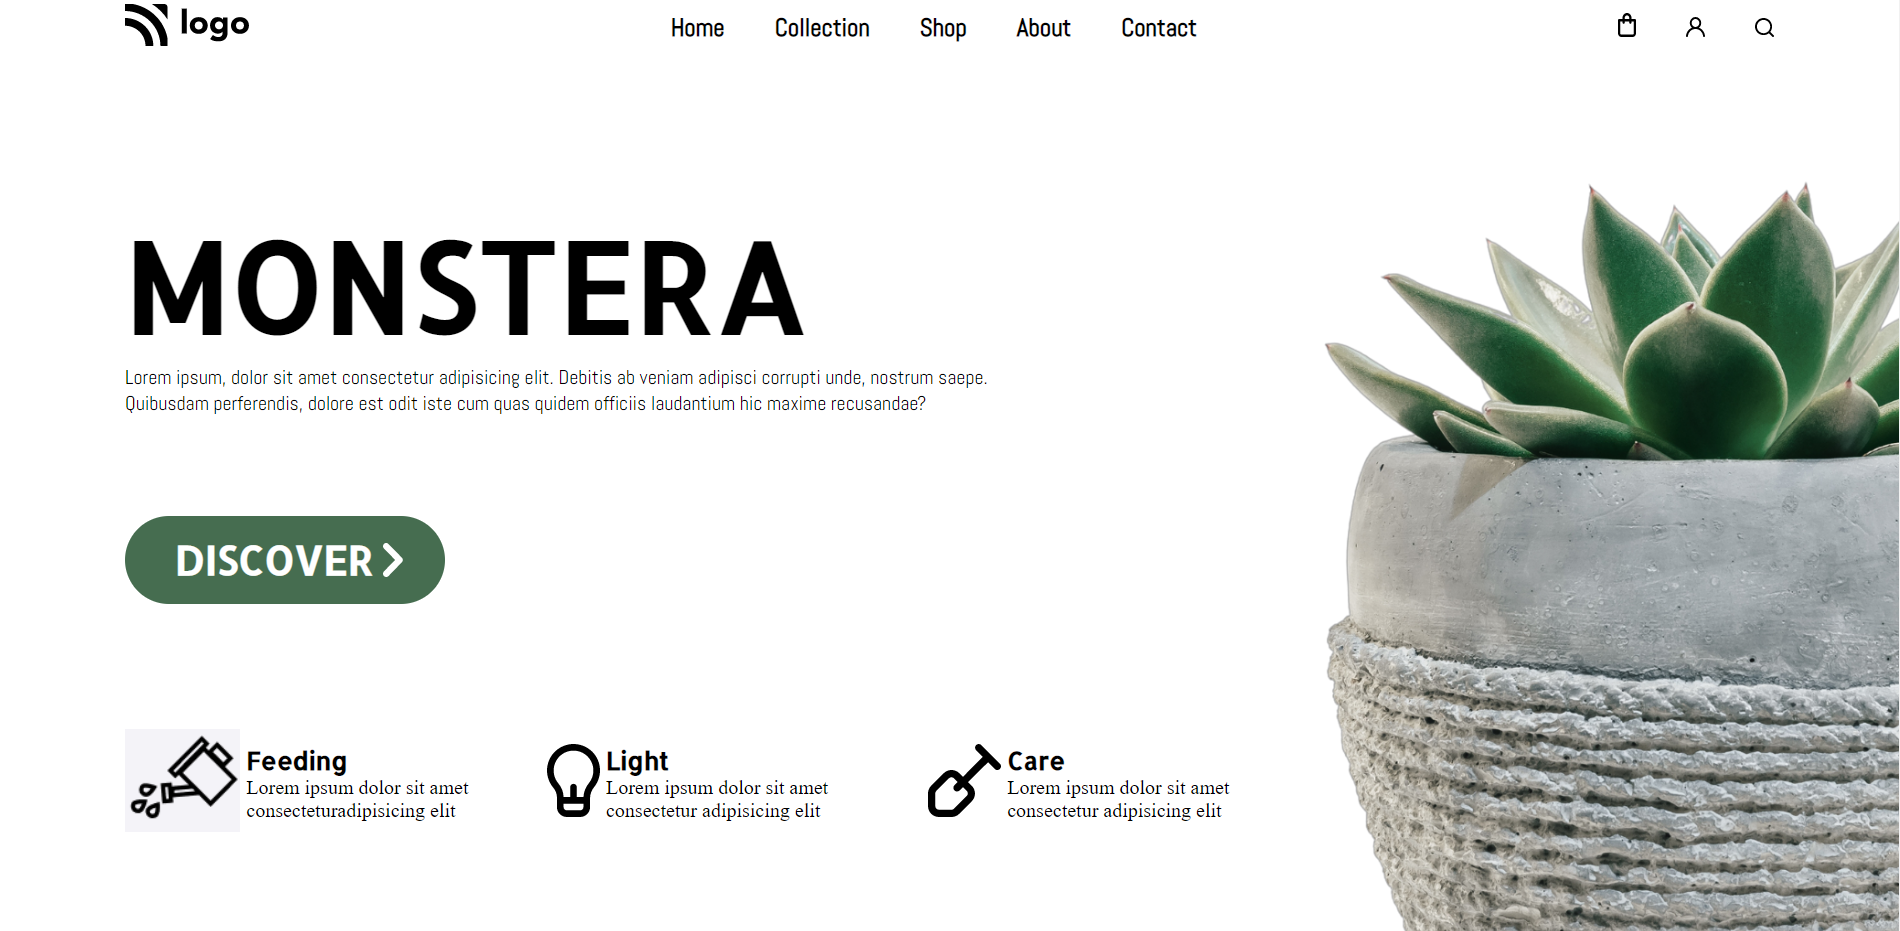 logo
Home Collection Shop About Contact
MONSTERA
Lorem ipsum, dolor sit amet consectetur adipisicing elit. Debitis ab veniam adipisci corrupti unde, nostrum saepe.
Quibusdam perferendis, dolore est odit iste cum quas quidem officiis laudantium hic maxime recusandae?
DISCOVER
Feeding
Lorem ipsum dolor sit amet
consecteturadipisicing elit
Light
Lorem ipsum dolor sit amet
consectetur adipisicing elit
Care
Lorem ipsum dolor sit amet
consectetur adipisicing elit